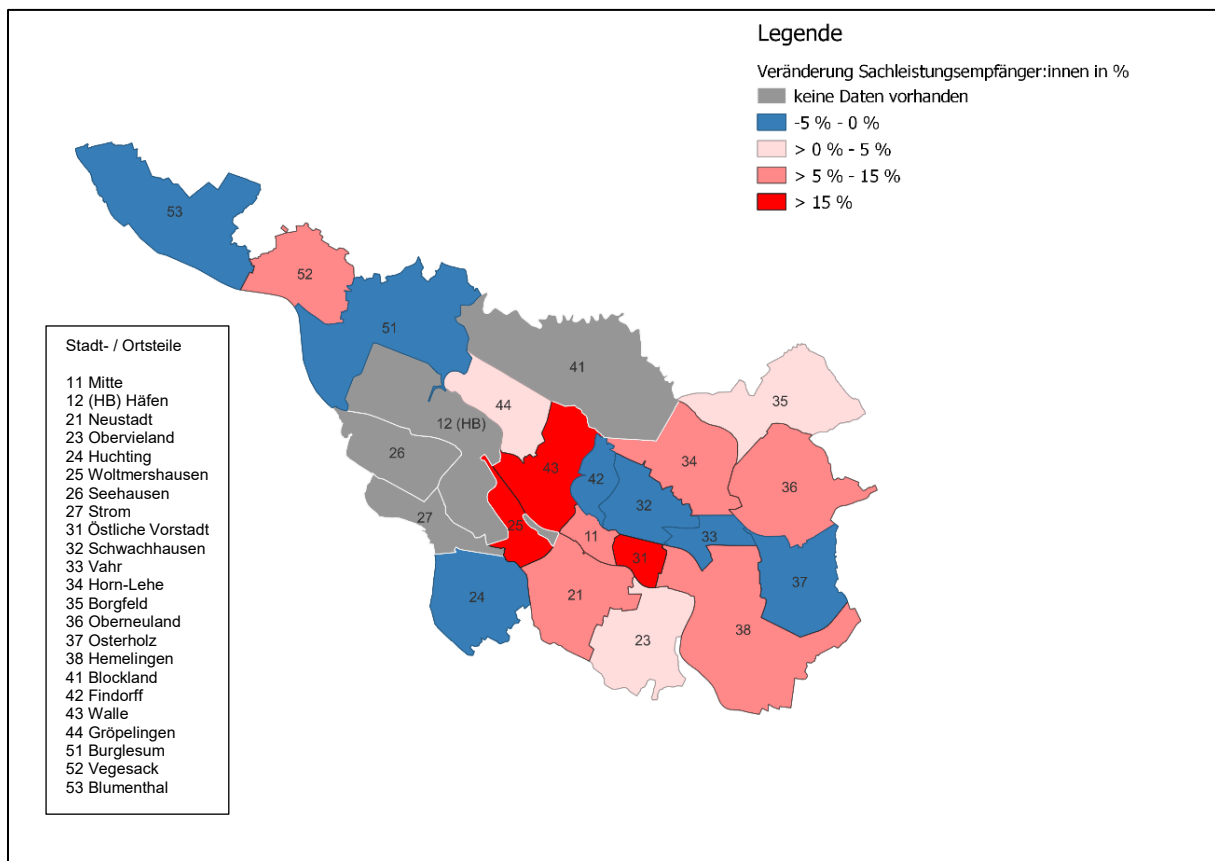 Legende
Veränderung Sachleistungsempfänger:innen in %
keine Daten vorhanden
-5 % - 0 %
> 0 % - 5 %
> 5 % - 15 %
> 15 %
53
52
51
41
35
44
12 (HB)
34
43
26
42
36
32
27
25
11
33
31
37
24
21
38
23
Stadt- / Ortsteile
11 Mitte
12 (HB) Häfen
21 Neustadt
23 Obervieland
24 Huchting
25 Woltmershausen
26 Seehausen
27 Strom
31 Östliche Vorstadt
32 Schwachhausen
33 Vahr
34 Horn-Lehe
35 Borgfeld
36 Oberneuland
37 Osterholz
38 Hemelingen
41 Blockland
42 Findorff
43 Walle
44 Gröpelingen
51 Burglesum
52 Vegesack
53 Blumenthal